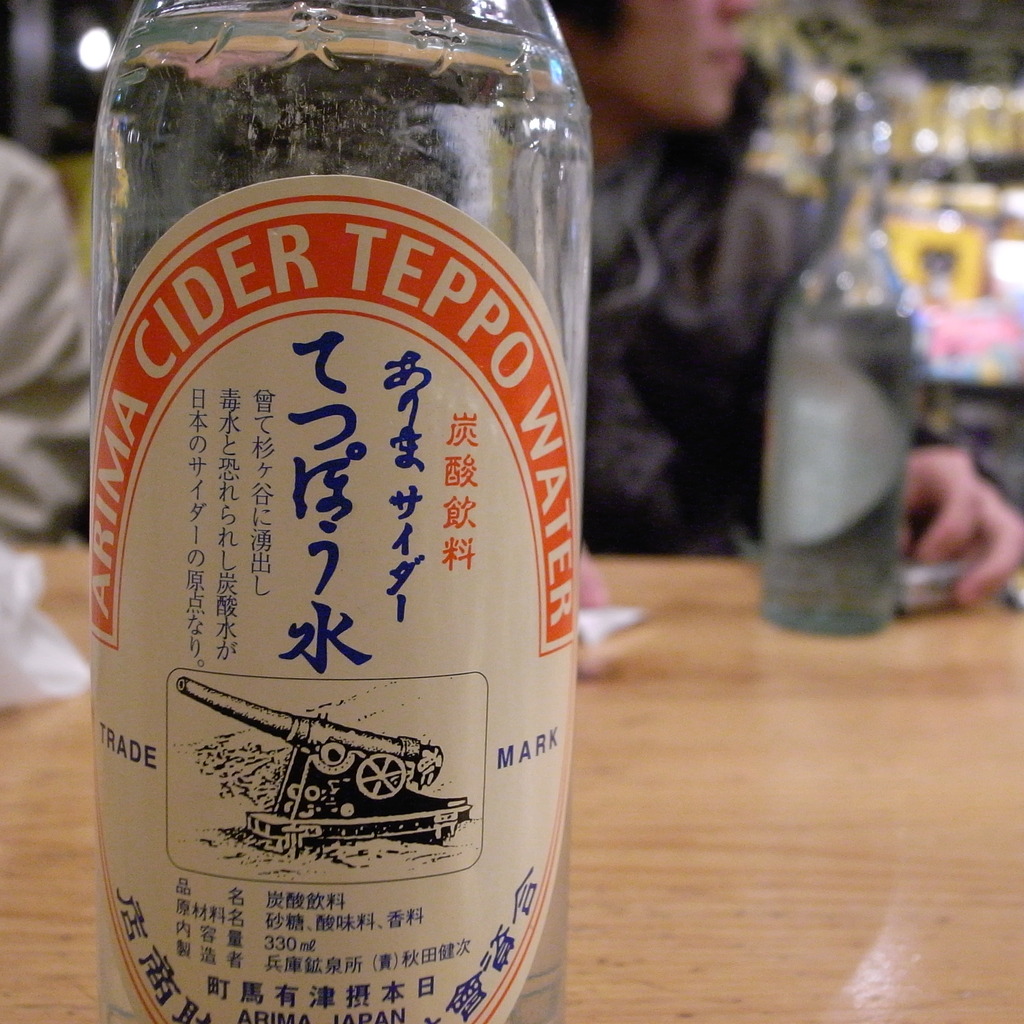 ARIMA CIDER TEPPO WATER
炭酸飲料
ありまサイダー
てっぽう水
曾て杉ヶ谷に湧出し
毒水と恐れられし炭酸水が
日本のサイダーの原点なり。
TRADE MARK
品名 炭酸飲料
原材料名 砂糖、酸味料、香料
内容量 330ml
製造者 兵庫鉱泉所 (責)秋田健次
町馬有津摂本日
ARIMA JAPAN